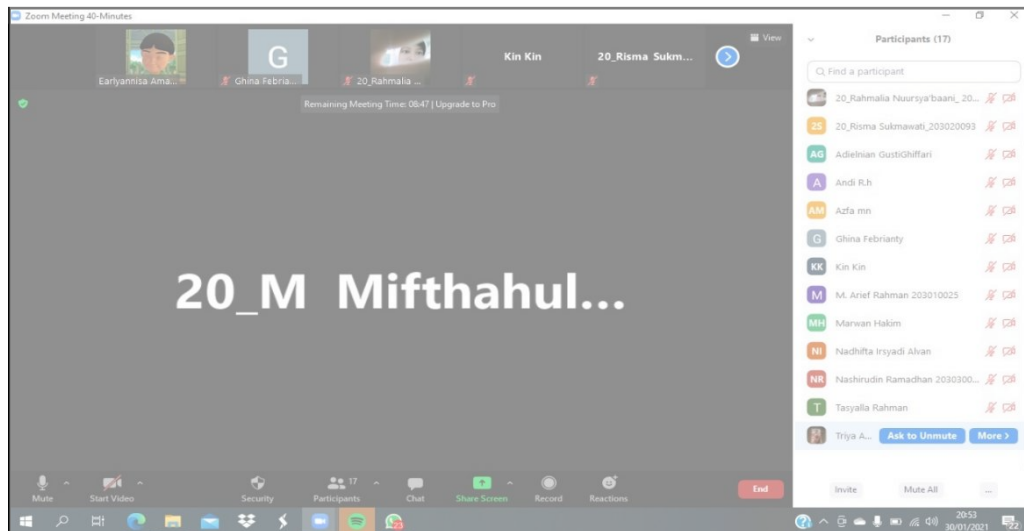 Zoom Meeting 40-Minutes
View
Earlyannisa Ama...
G
Ghina Febria...
20_Rahmalia ...
Kin Kin
20_Risma Sukm...
Remaining Meeting Time: 08:47 | Upgrade to Pro
20_M Mifthahul...
Participants (17)
Find a participant
20_Rahmalia Nuursya'baani_ 20...
2S 20_Risma Sukmawati_203020093
AG Adielnian GustiGhiffari
A Andi R.h
AM Azfa mn
G Ghina Febrianty
KK Kin Kin
M M. Arief Rahman 203010025
MH Marwan Hakim
NI Nadhifta Irsyadi Alvan
NR Nashirudin Ramadhan 2030300...
T Tasyalla Rahman
Triya A... Ask to Unmute More >
Invite Mute All ...
Mute
Start Video
Security
17
Participants
Chat
Share Screen
Record
Reactions
End
20:53
30/01/2021
22